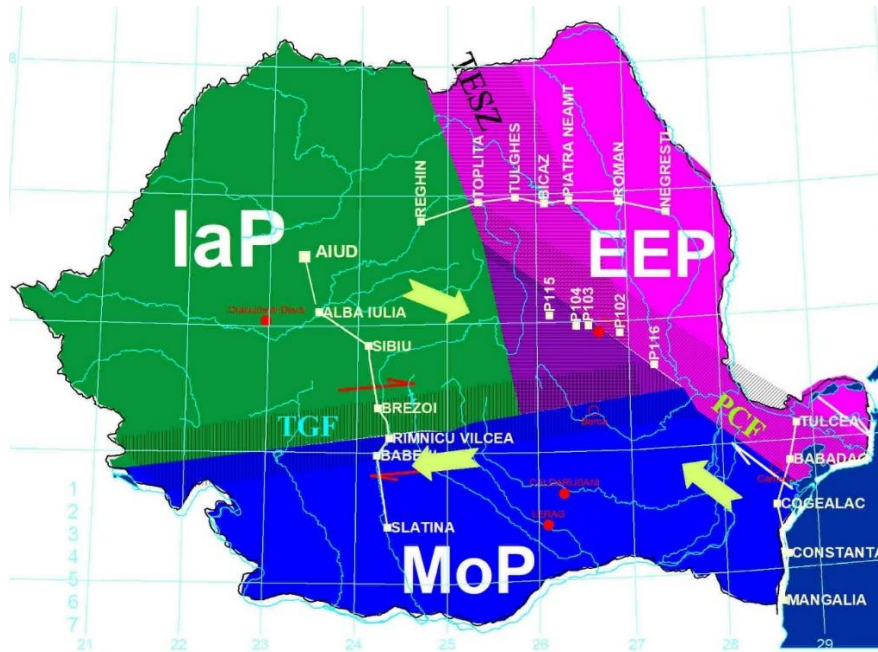 TESZ
REGHIN
TOPLITA
TULGHES
BICAZ
PIATRA NEAMT
ROMAN
NEGRESTI
IaP
EEP
AIUD
P115
P104
P103
P102
ALBA IULIA
P116
SIBIU
BREZOI
TGF
PCF
TULCEA
RIMNICU VILCEA
BABENI
BABADAG
COGEALAC
SLATINA
MoP
CONSTANTA
MANGALIA
1
2
3
4
5
6
7
21
22
23
24
25
26
27
28
29